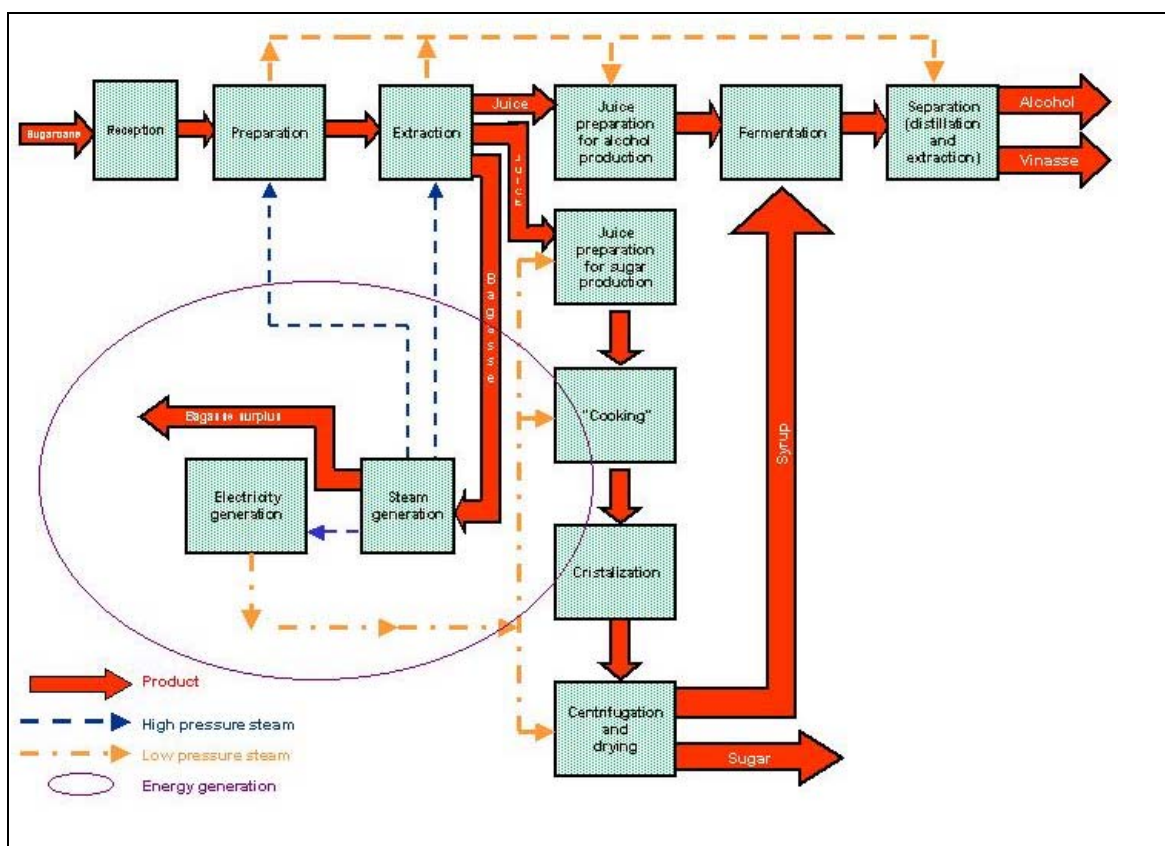 Sugarcane
Reception
Preparation
Extraction
Juice
Juice
preparation
for alcohol
production
Fermentation
Separation
(distillation
and
extraction)
Alcohol
Vinasse
Juice
Juice
preparation
for sugar
production
Bagasse
"Cooking"
Bagasse surplus
Electricity
generation
Steam
generation
Syrup
Cristalization
Centrifugation
and
drying
Sugar
Product
High pressure steam
Low pressure steam
Energy generation